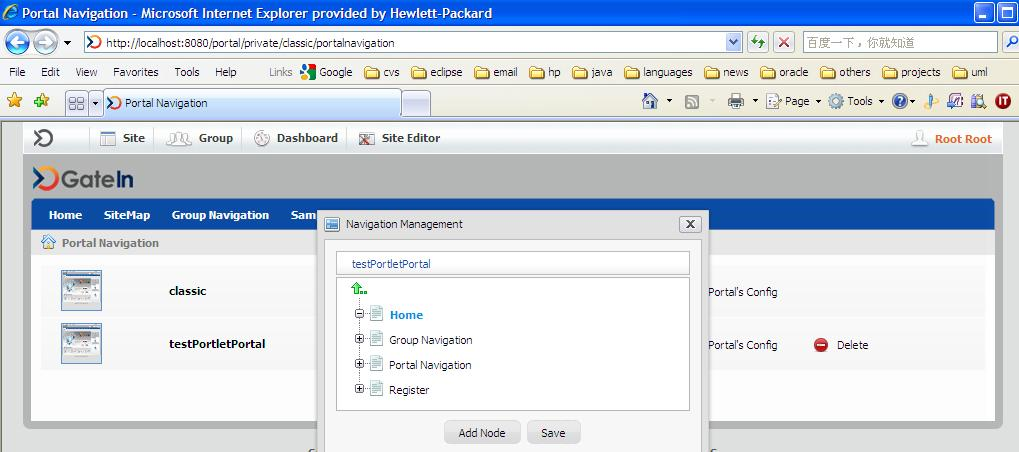 Portal Navigation - Microsoft Internet Explorer provided by Hewlett-Packard
http://localhost:8080/portal/private/classic/portalnavigation
百度一下，你就知道
File Edit View Favorites Tools Help Links Google cvs eclipse email hp java languages news oracle others projects uml
Portal Navigation Page Tools IT
Site Group Dashboard Site Editor Root Root
GateIn
Home SiteMap Group Navigation Sam
Navigation Management
Portal Navigation
testPortletPortal
classic
Portal's Config
Home
Group Navigation
testPortletPortal
Portal's Config Delete
Portal Navigation
Register
Add Node Save